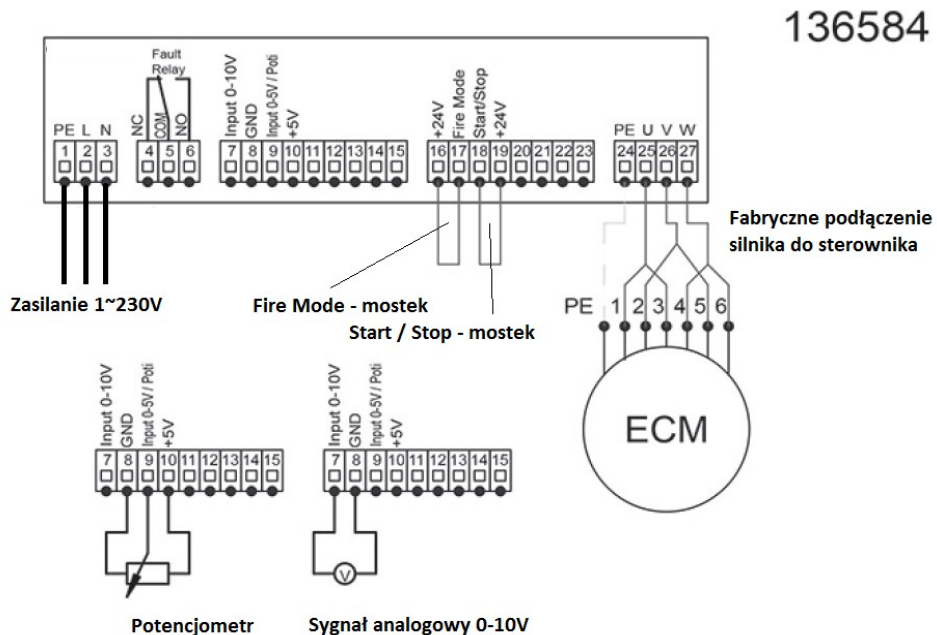 136584
Fault
Relay
NC
COM
NO
Input 0-10V
GND
Input 0-5V / Poti
+5V
+24V
Fire Mode
Start/Stop
+24V
PE L N
PE U V W
1 2 3
4 5 6
7 8 9 10 11 12 13 14 15
16 17 18 19 20 21 22 23
24 25 26 27
Fabryczne podłączenie
silnika do sterownika
Zasilanie 1~230V
Fire Mode - mostek
Start / Stop - mostek
PE 1 2 3 4 5 6
ECM
Input 0-10V
GND
Input 0-5V / Poti
+5V
7 8 9 10 11 12 13 14 15
Potencjometr
Input 0-10V
GND
Input 0-5V / Poti
+5V
7 8 9 10 11 12 13 14 15
V
Sygnał analogowy 0-10V